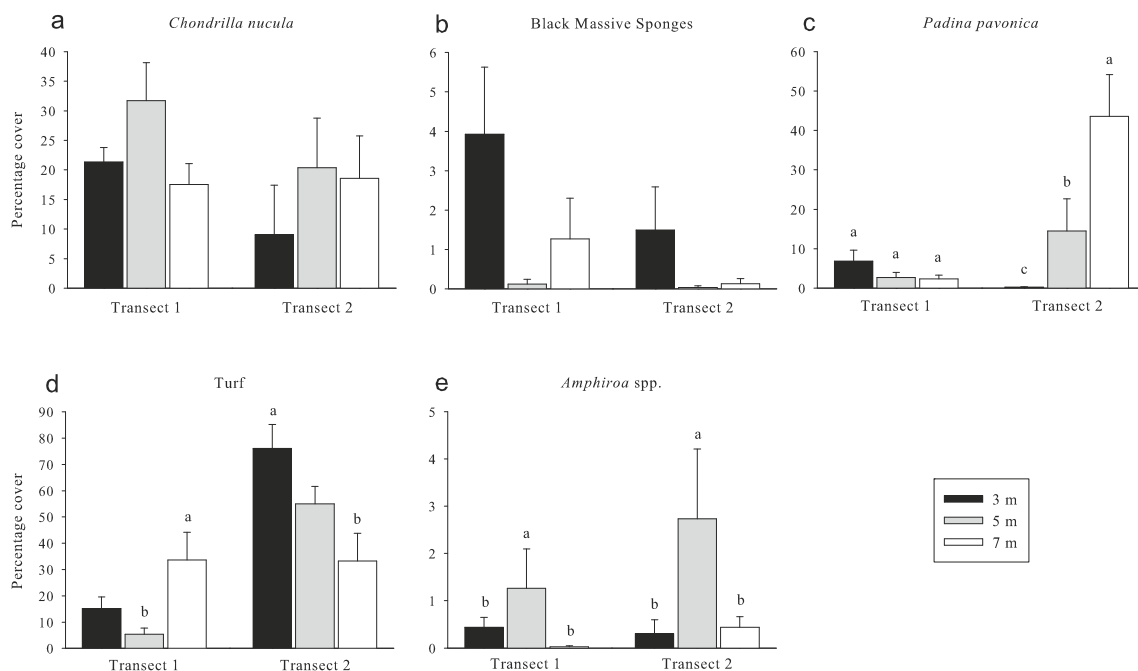 a
Chondrilla nucula
b
Black Massive Sponges
c
Padina pavonica
Percentage cover
40
35
30
25
20
15
10
5
0
Transect 1
Transect 2
6
5
4
3
2
1
0
Transect 1
Transect 2
60
50
40
30
20
10
0
a
a
a
c
b
a
Transect 1
Transect 2
d
Turf
e
Amphiroa spp.
Percentage cover
90
80
70
60
50
40
30
20
10
0
b
a
a
b
Transect 1
Transect 2
5
4
3
2
1
0
b
a
b
b
a
b
Transect 1
Transect 2
3 m
5 m
7 m